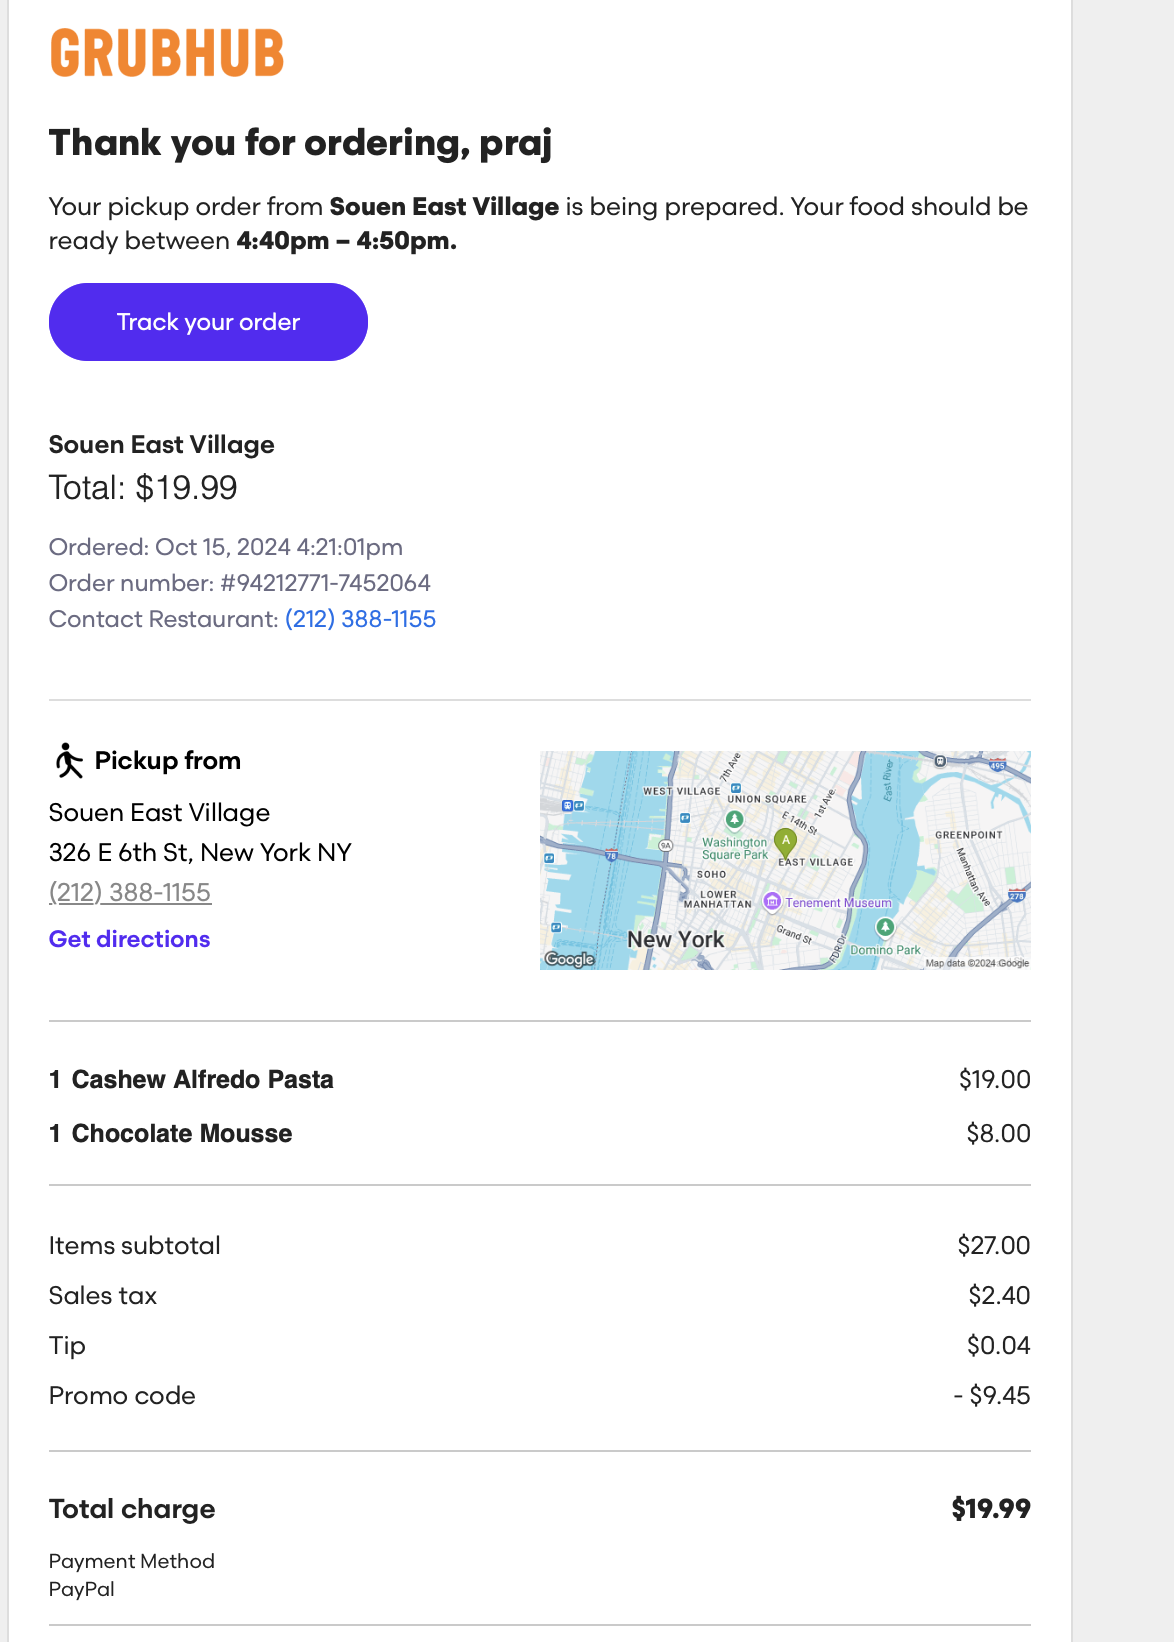 GRUBHUB
Thank you for ordering, praj
Your pickup order from Souen East Village is being prepared. Your food should be
ready between 4:40pm – 4:50pm.
Track your order
Souen East Village
Total: $19.99
Ordered: Oct 15, 2024 4:21:01pm
Order number: #94212771-7452064
Contact Restaurant: (212) 388-1155
Pickup from
Souen East Village
326 E 6th St, New York NY
(212) 388-1155
Get directions
7th Ave
East River
495
WEST VILLAGE
UNION SQUARE
1st Ave
E 14th St
GREENPOINT
9A
Washington
Square Park
A
78
EAST VILLAGE
Manhattan Ave
SOHO
LOWER
MANHATTAN
Tenement Museum
278
Grand St
New York
FDR Dr
Domino Park
Google
Map data ©2024 Google
1 Cashew Alfredo Pasta $19.00
1 Chocolate Mousse $8.00
Items subtotal $27.00
Sales tax $2.40
Tip $0.04
Promo code - $9.45
Total charge $19.99
Payment Method
PayPal